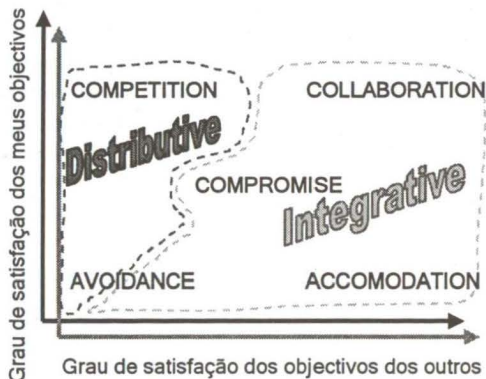 Grau de satisfação dos meus objectivos
COMPETITION COLLABORATION
Distributive
COMPROMISE
Integrative
AVOIDANCE ACCOMODATION
Grau de satisfação dos objectivos dos outros